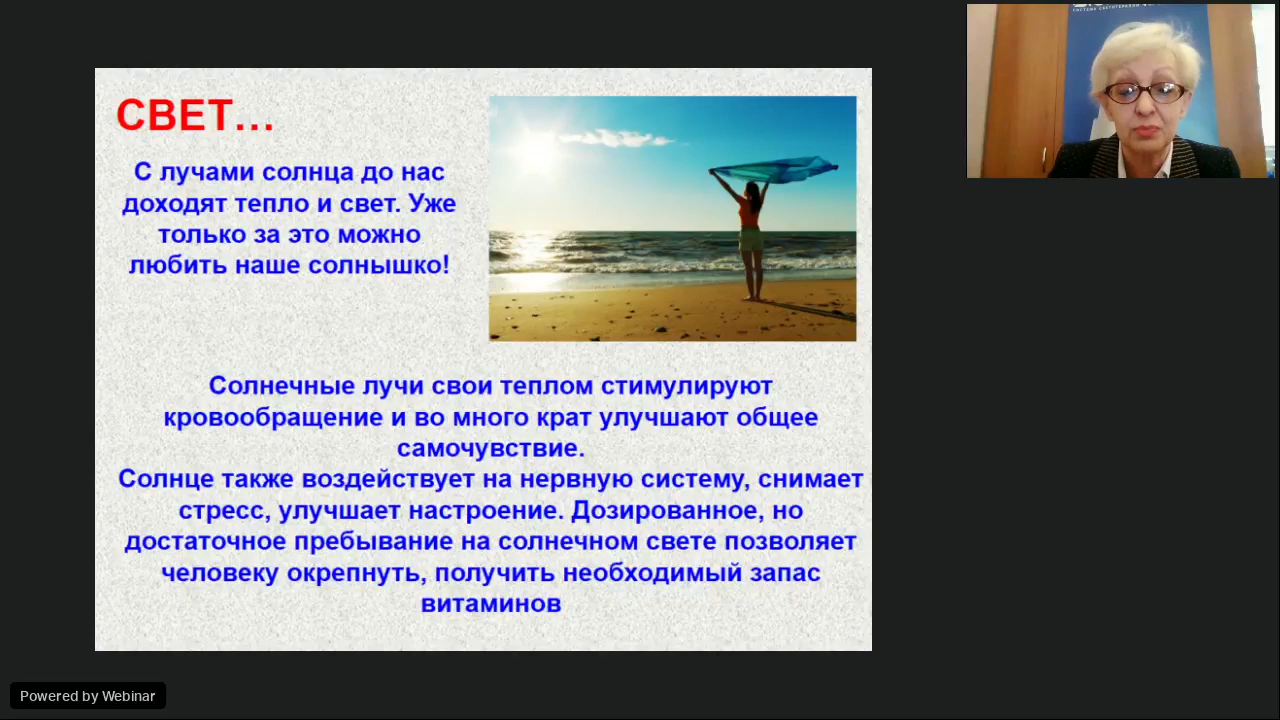 СВЕТ...
С лучами солнца до нас
доходят тепло и свет. Уже
только за это можно
любить наше солнышко!
Солнечные лучи свои теплом стимулируют
кровообращение и во много крат улучшают общее
самочувствие.
Солнце также воздействует на нервную систему, снимает
стресс, улучшает настроение. Дозированное, но
достаточное пребывание на солнечном свете позволяет
человеку окрепнуть, получить необходимый запас
витаминов
Powered by Webinar